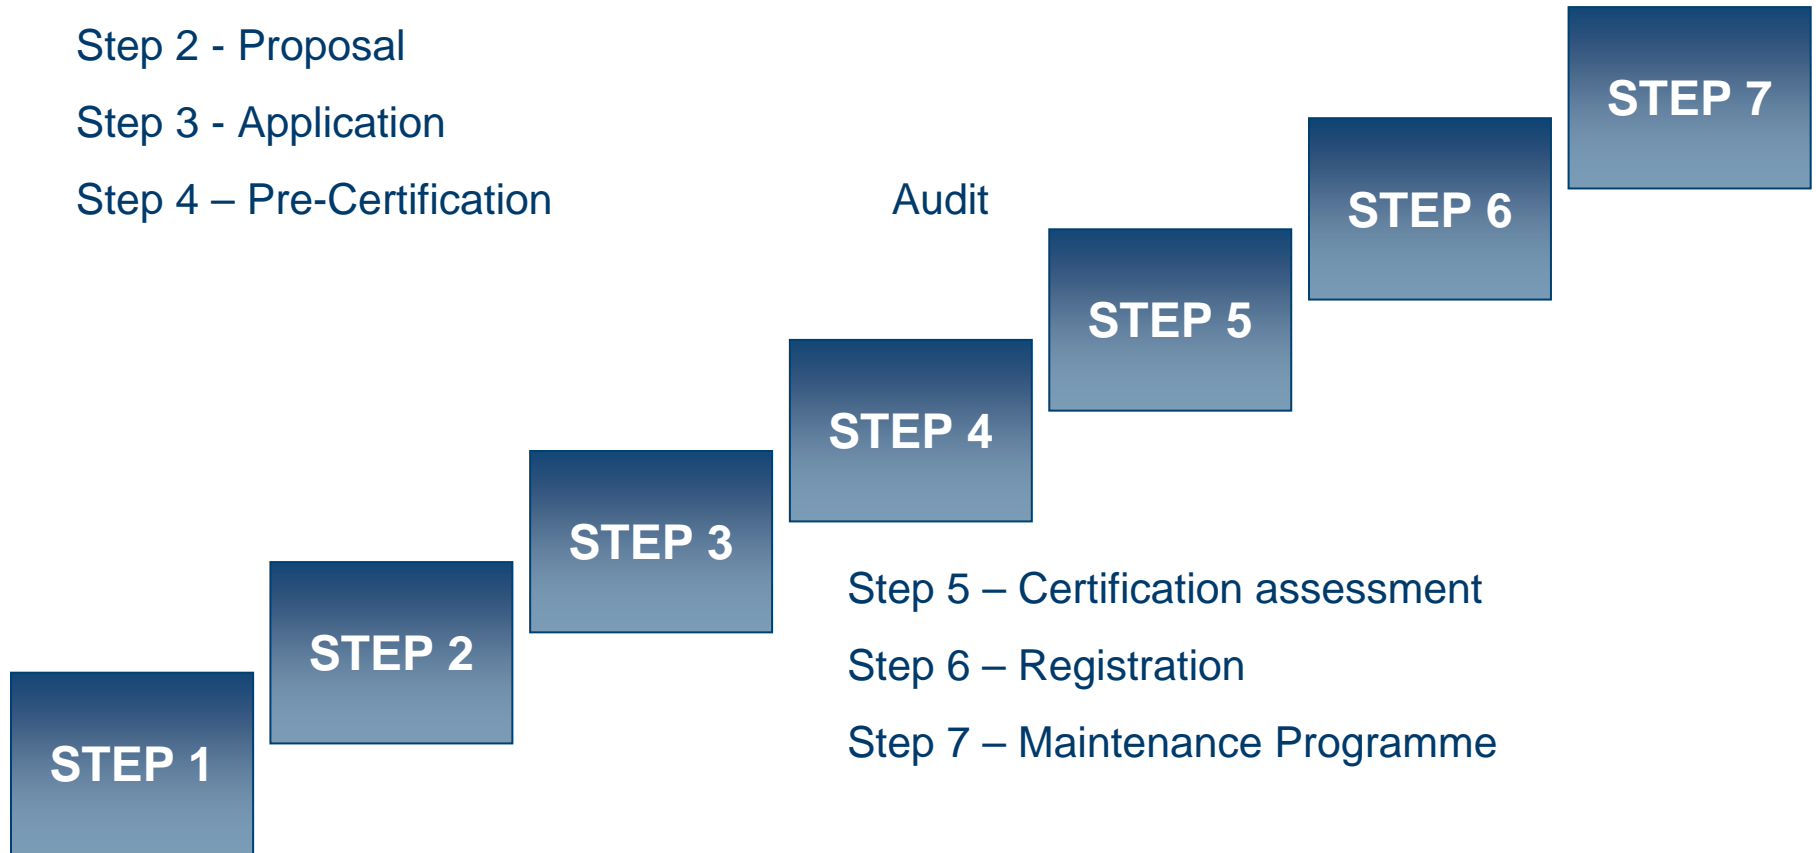 Step 2 - Proposal
Step 3 - Application
Step 4 – Pre-Certification Audit
STEP 7
STEP 6
STEP 5
STEP 4
STEP 3
STEP 2
STEP 1
Step 5 – Certification assessment
Step 6 – Registration
Step 7 – Maintenance Programme